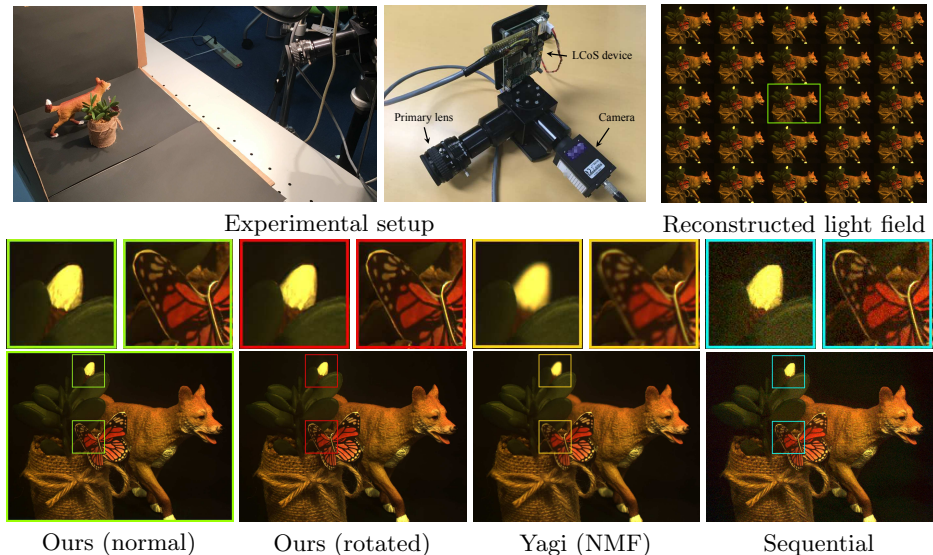 LCoS device
Primary lens
Camera
Experimental setup
Reconstructed light field
Ours (normal)
Ours (rotated)
Yagi (NMF)
Sequential